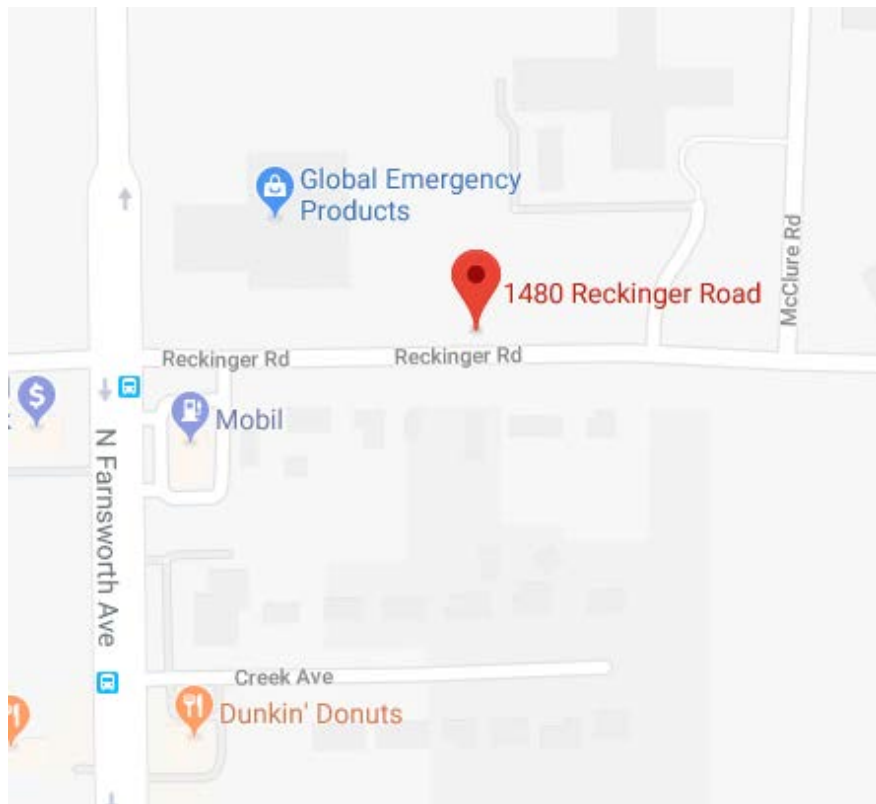 Global Emergency
Products
1480 Reckinger Road
McClure Rd
Reckinger Rd
Reckinger Rd
$
Mobil
N Farnsworth Ave
Creek Ave
Dunkin' Donuts